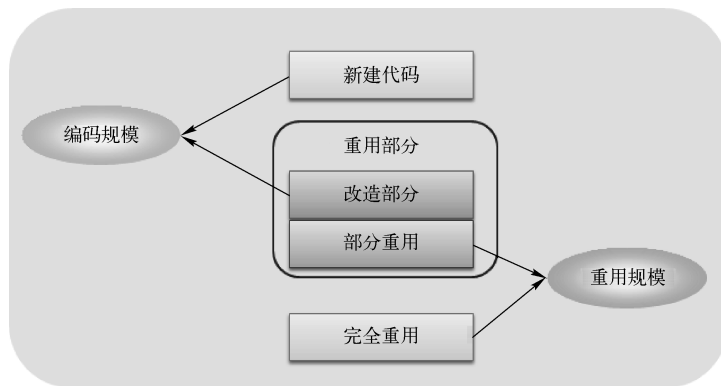 新建代码
编码规模
重用部分
改造部分
部分重用
重用规模
完全重用